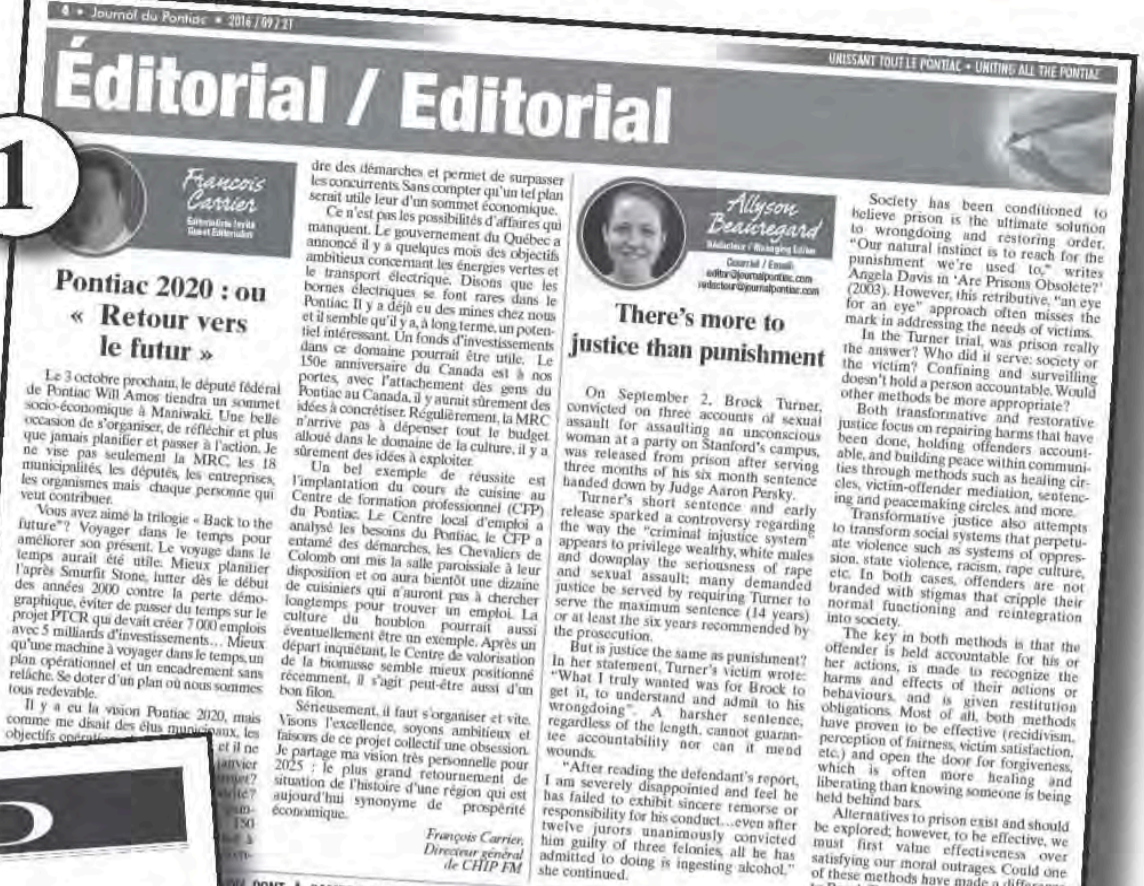 4 • Journal du Pontiac • 2016/09/21
UNISSANT TOUT LE PONTIAC • UNITING ALL THE PONTIAC
Éditorial / Editorial
1
François
Carrier
Éditorialiste invité
Guest Editorialist
Pontiac 2020 : ou
« Retour vers
le futur »
Le 3 octobre prochain, le député fédéral
de Pontiac Will Amos tiendra un sommet
socio-économique à Maniwaki. Une belle
occasion de s'organiser, de réfléchir et plus
que jamais planifier et passer à l'action. Je
ne vise pas seulement la MRC, les 18
municipalités, les députés, les entreprises,
les organismes mais chaque personne qui
veut contribuer.
Vous avez aimé la trilogie « Back to the
future"? Voyager dans le temps pour
améliorer son présent. Le voyage dans le
temps aurait été utile. Mieux planifier
l'après Smurfit Stone, lutter dès le début
des années 2000 contre la perte démo-
graphique, éviter de passer du temps sur le
projet PTCR qui devait créer 7 000 emplois
avec 5 milliards d'investissements… Mieux
qu'une machine à voyager dans le temps, un
plan opérationnel et un encadrement sans
relâche. Se doter d'un plan où nous sommes
tous redevable.
Il y a eu la vision Pontiac 2020, mais
comme me disait des élus municipaux, les
objectifs
et il ne
janvier
150
dre des démarches et permet de surpasser
les concurrents. Sans compter qu'un tel plan
serait utile leur d'un sommet économique.
Ce n'est pas les possibilités d'affaires qui
manquent. Le gouvernement du Québec a
annoncé il y a quelques mois des objectifs
ambitieux concernant les énergies vertes et
le transport électrique. Disons que les
bornes électriques se font rares dans le
Pontiac. Il y a déjà eu des mines chez nous
et il semble qu'il y a, à long terme, un poten-
tiel intéressant. Un fonds d'investissements
dans ce domaine pourrait être utile. Le
150e anniversaire du Canada est à nos
portes, avec l'attachement des gens du
Pontiac au Canada, il y aurait sûrement des
idées à concrétiser. Régulièrement, la MRC
n'arrive pas à dépenser tout le budget
alloué dans le domaine de la culture, il y a
sûrement des idées à exploiter.
Un bel exemple de réussite est
l'implantation du cours de cuisine au
Centre de formation professionnel (CFP)
du Pontiac. Le Centre local d'emploi a
analysé les besoins du Pontiac, le CFP a
entamé des démarches, les Chevaliers de
Colomb ont mis la salle paroissiale à leur
disposition et on aura bientôt une dizaine
de cuisiniers qui n'auront pas à chercher
longtemps pour trouver un emploi. La
culture du houblon pourrait aussi
éventuellement être un exemple. Après un
départ inquiétant, le Centre de valorisation
de la biomasse semble mieux positionné
récemment, il s'agit peut-être aussi d'un
bon filon.
Sérieusement, il faut s'organiser et vite.
Visons l'excellence, soyons ambitieux et
faisons de ce projet collectif une obsession.
Je partage ma vision très personnelle pour
2025 : le plus grand retournement de
situation de l'histoire d'une région qui est
aujourd'hui synonyme de prospérité
économique.
François Carrier,
Directeur général
de CHIP FM
Allyson
Beauregard
Rédacteur / Managing Editor
Courriel / Email:
editor@journalpontiac.com
redacteur@journalpontiac.com
There's more to
justice than punishment
On September 2, Brock Turner,
convicted on three accounts of sexual
assault for assaulting an unconscious
woman at a party on Stanford's campus,
was released from prison after serving
three months of his six month sentence
handed down by Judge Aaron Persky.
Turner's short sentence and early
release sparked a controversy regarding
the way the "criminal injustice system"
appears to privilege wealthy, white males
and downplay the seriousness of rape
and sexual assault; many demanded
justice be served by requiring Turner to
serve the maximum sentence (14 years)
or at least the six years recommended by
the prosecution.
But is justice the same as punishment?
In her statement, Turner's victim wrote:
"What I truly wanted was for Brock to
get it, to understand and admit to his
wrongdoing". A harsher sentence,
regardless of the length, cannot guaran-
tee accountability nor can it mend
wounds.
"After reading the defendant's report,
I am severely disappointed and feel he
has failed to exhibit sincere remorse or
responsibility for his conduct…even after
twelve jurors unanimously convicted
him guilty of three felonies, all he has
admitted to doing is ingesting alcohol."
she continued.
Society has been conditioned to
believe prison is the ultimate solution
to wrongdoing and restoring order.
"Our natural instinct is to reach for the
punishment we're used to," writes
Angela Davis in 'Are Prisons Obsolete?'
(2003). However, this retributive, "an eye
for an eye" approach often misses the
mark in addressing the needs of victims.
In the Turner trial, was prison really
the answer? Who did it serve: society or
the victim? Confining and surveilling
doesn't hold a person accountable. Would
other methods be more appropriate?
Both transformative and restorative
justice focus on repairing harms that have
been done, holding offenders account-
able, and building peace within communi-
ties through methods such as healing cir-
cles, victim-offender mediation, sentenc-
ing and peacemaking circles, and more.
Transformative justice also attempts
to transform social systems that perpetu-
ate violence such as systems of oppres-
sion, state violence, racism, rape culture,
etc. In both cases, offenders are not
branded with stigmas that cripple their
normal functioning and reintegration
into society.
The key in both methods is that the
offender is held accountable for his or
her actions, is made to recognize the
harms and effects of their actions or
behaviours, and is given restitution
obligations. Most of all, both methods
have proven to be effective (recidivism,
perception of fairness, victim satisfaction,
etc.) and open the door for forgiveness,
which is often more healing and
liberating than knowing someone is being
held behind bars.
Alternatives to prison exist and should
be explored; however, to be effective, we
must first value effectiveness over
satisfying our moral outrages. Could one
of these methods have made a